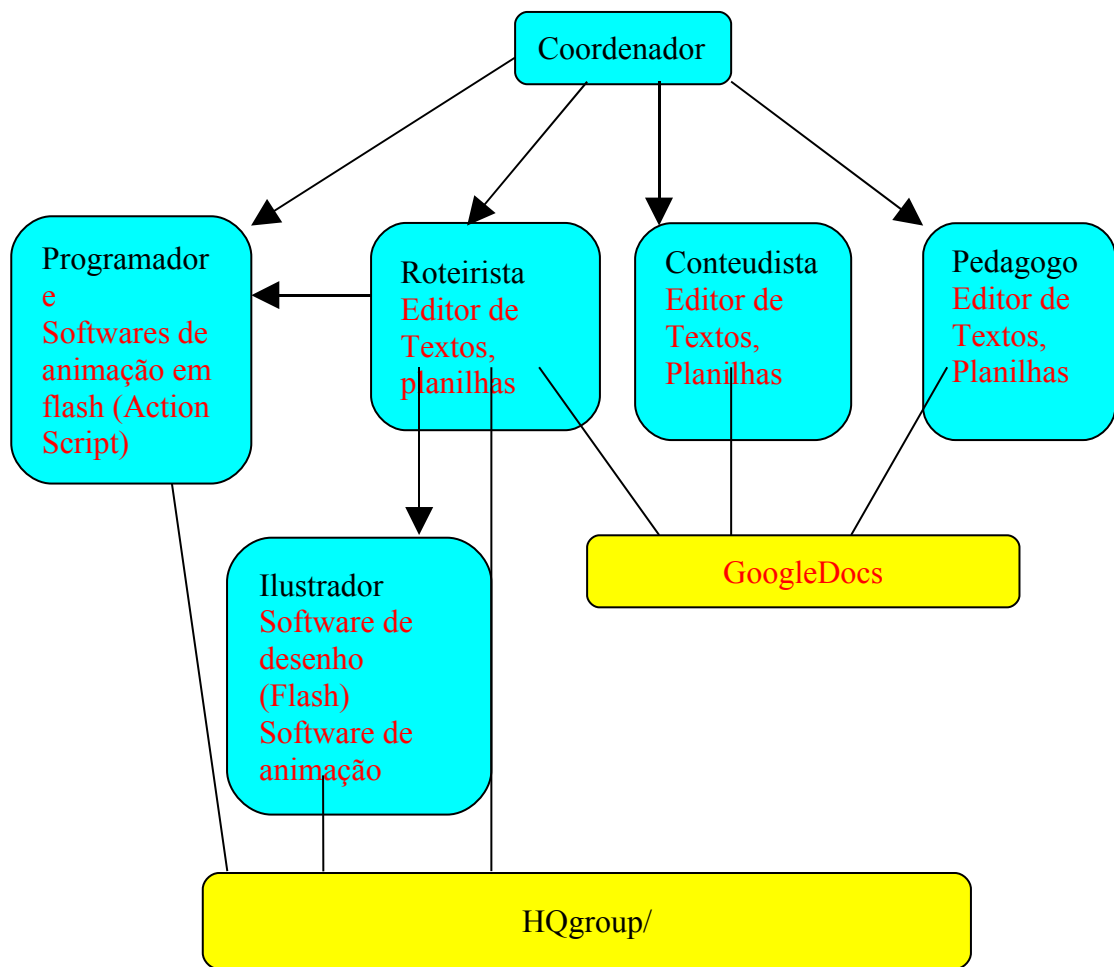 Coordenador
Programador
e
Softwares de
animação em
flash (Action
Script)
Roteirista
Editor de
Textos,
planilhas
Conteudista
Editor de
Textos,
Planilhas
Pedagogo
Editor de
Textos,
Planilhas
GoogleDocs
Ilustrador
Software de
desenho
(Flash)
Software de
animação
HQgroup/